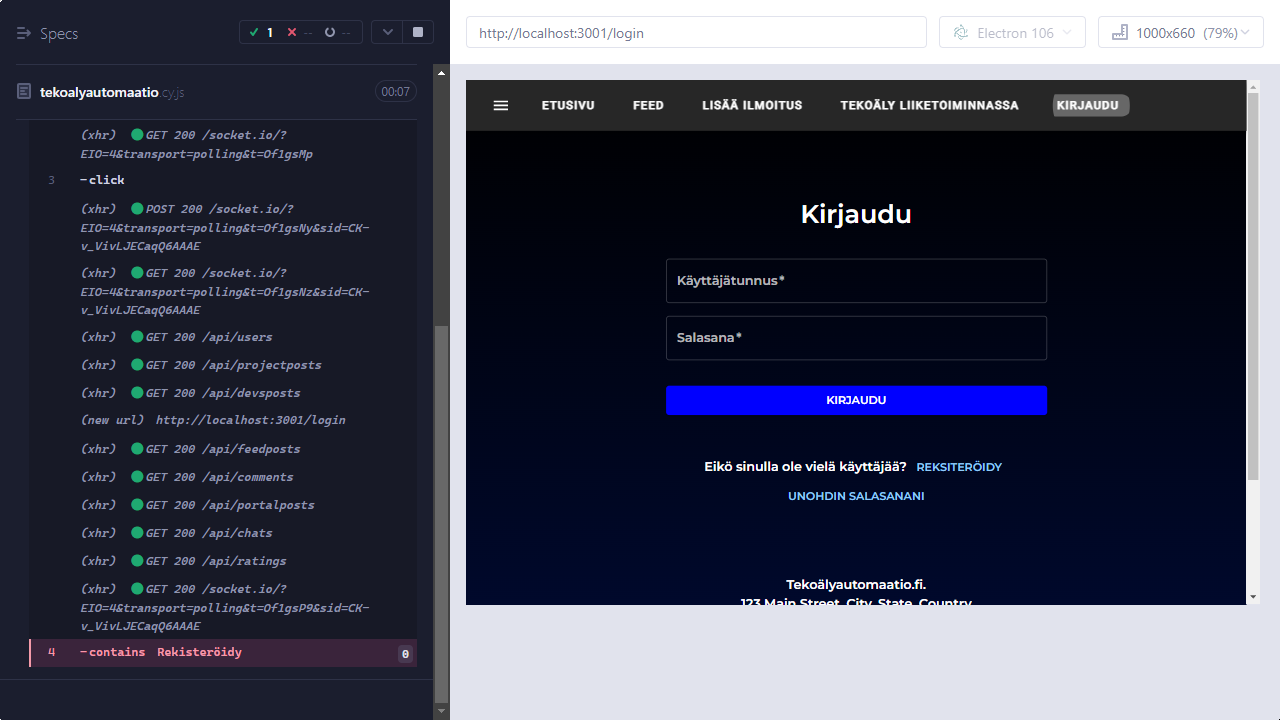 Specs
1
--
--
tekoalyautomaatio.cy.js
00:07
(xhr) GET 200 /socket.io/?
EIO=4&transport=polling&t=Of1gsMp
3 -click
(xhr) POST 200 /socket.io/?
EIO=4&transport=polling&t=Of1gsNy&sid=CK-
v_VivLJECaqQ6AAAE
(xhr) GET 200 /socket.io/?
EIO=4&transport=polling&t=Of1gsNz&sid=CK-
v_VivLJECaqQ6AAAE
(xhr) GET 200 /api/users
(xhr) GET 200 /api/projectposts
(xhr) GET 200 /api/devsposts
(new url) http://localhost:3001/login
(xhr) GET 200 /api/feedposts
(xhr) GET 200 /api/comments
(xhr) GET 200 /api/portalposts
(xhr) GET 200 /api/chats
(xhr) GET 200 /api/ratings
(xhr) GET 200 /socket.io/?
EIO=4&transport=polling&t=Of1gsP9&sid=CK-
v_VivLJECaqQ6AAAE
4 -contains Rekisteröidy 0
http://localhost:3001/login
Electron 106
1000x660 (79%)
ETUSIVU FEED LISÄÄ ILMOITUS TEKOÄLY LIIKETOIMINNASSA KIRJAUDU
Kirjaudu
Käyttäjätunnus*
Salasana*
KIRJAUDU
Eikö sinulla ole vielä käyttäjää? REKSITERÖIDY
UNOHDIN SALASANANI
Tekoälyautomaatio.fi.
123 Main Street, City, State, Country